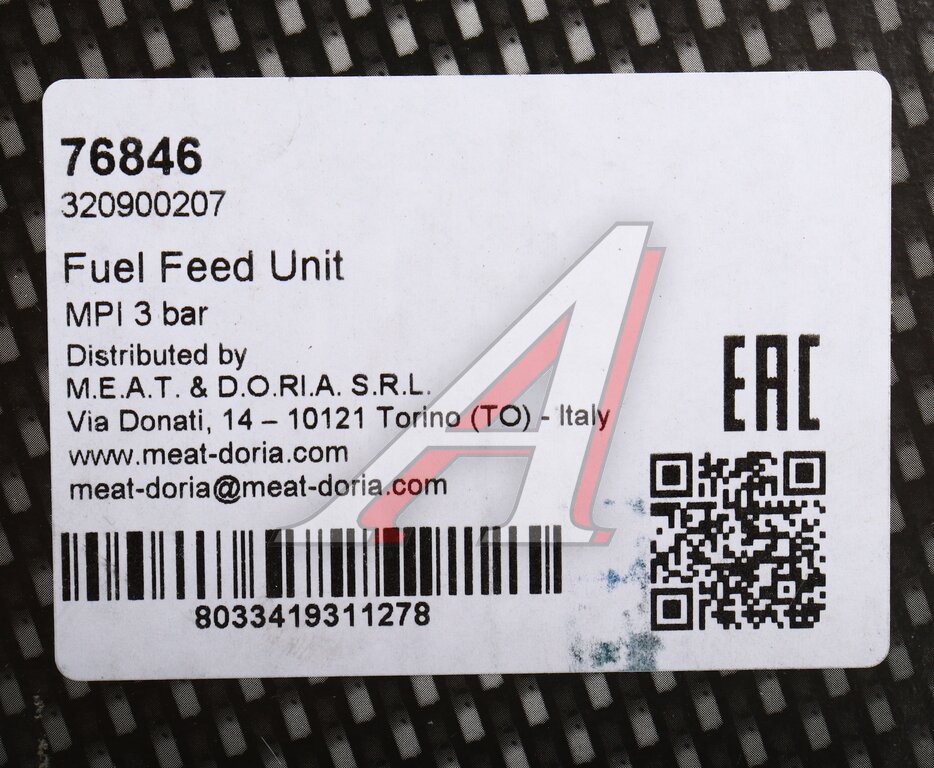 76846
320900207
Fuel Feed Unit
MPI 3 bar
Distributed by
M.E.A.T. & D.O.RI.A. S.R.L.
Via Donati, 14 – 10121 Torino (TO) - Italy
www.meat-doria.com
meat-doria@meat-doria.com
EAC
8033419311278